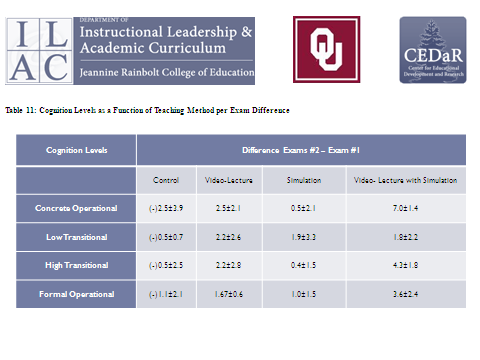 DEPARTMENT OF
IL
AC
Instructional Leadership &
Academic Curriculum
Jeannine Rainbolt College of Education
OU
CEDaR
Center for Educational
Development and Research
Table 11: Cognition Levels as a Function of Teaching Method per Exam Difference
Cognition Levels Difference Exams #2 – Exam #1
Control Video-Lecture Simulation Video- Lecture with Simulation
Concrete Operational (-)2.5±3.9 2.5±2.1 0.5±2.1 7.0±1.4
Low Transitional (-)0.5±0.7 2.2±2.6 1.9±3.3 1.8±2.2
High Transitional (-)0.5±2.5 2.2±2.8 0.4±1.5 4.3±1.8
Formal Operational (-)1.1±2.1 1.67±0.6 1.0±1.5 3.6±2.4